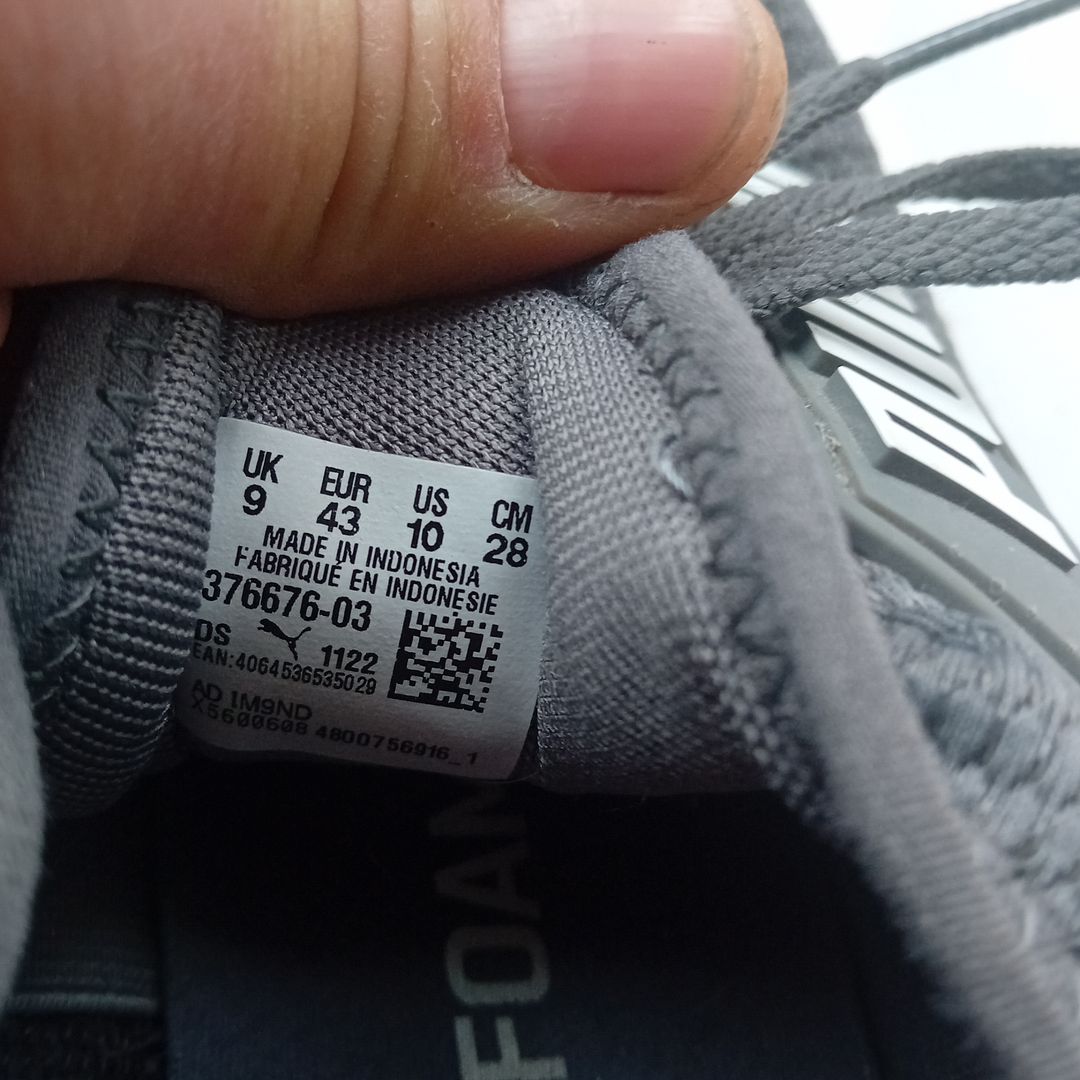 UK EUR US CM
9 43 10 28
MADE IN INDONESIA
FABRIQUÉ EN INDONESIE
376676-03
DS 1122
EAN:4064536535029
AD 1M9ND
X5600608 4800756916_1
FOAM